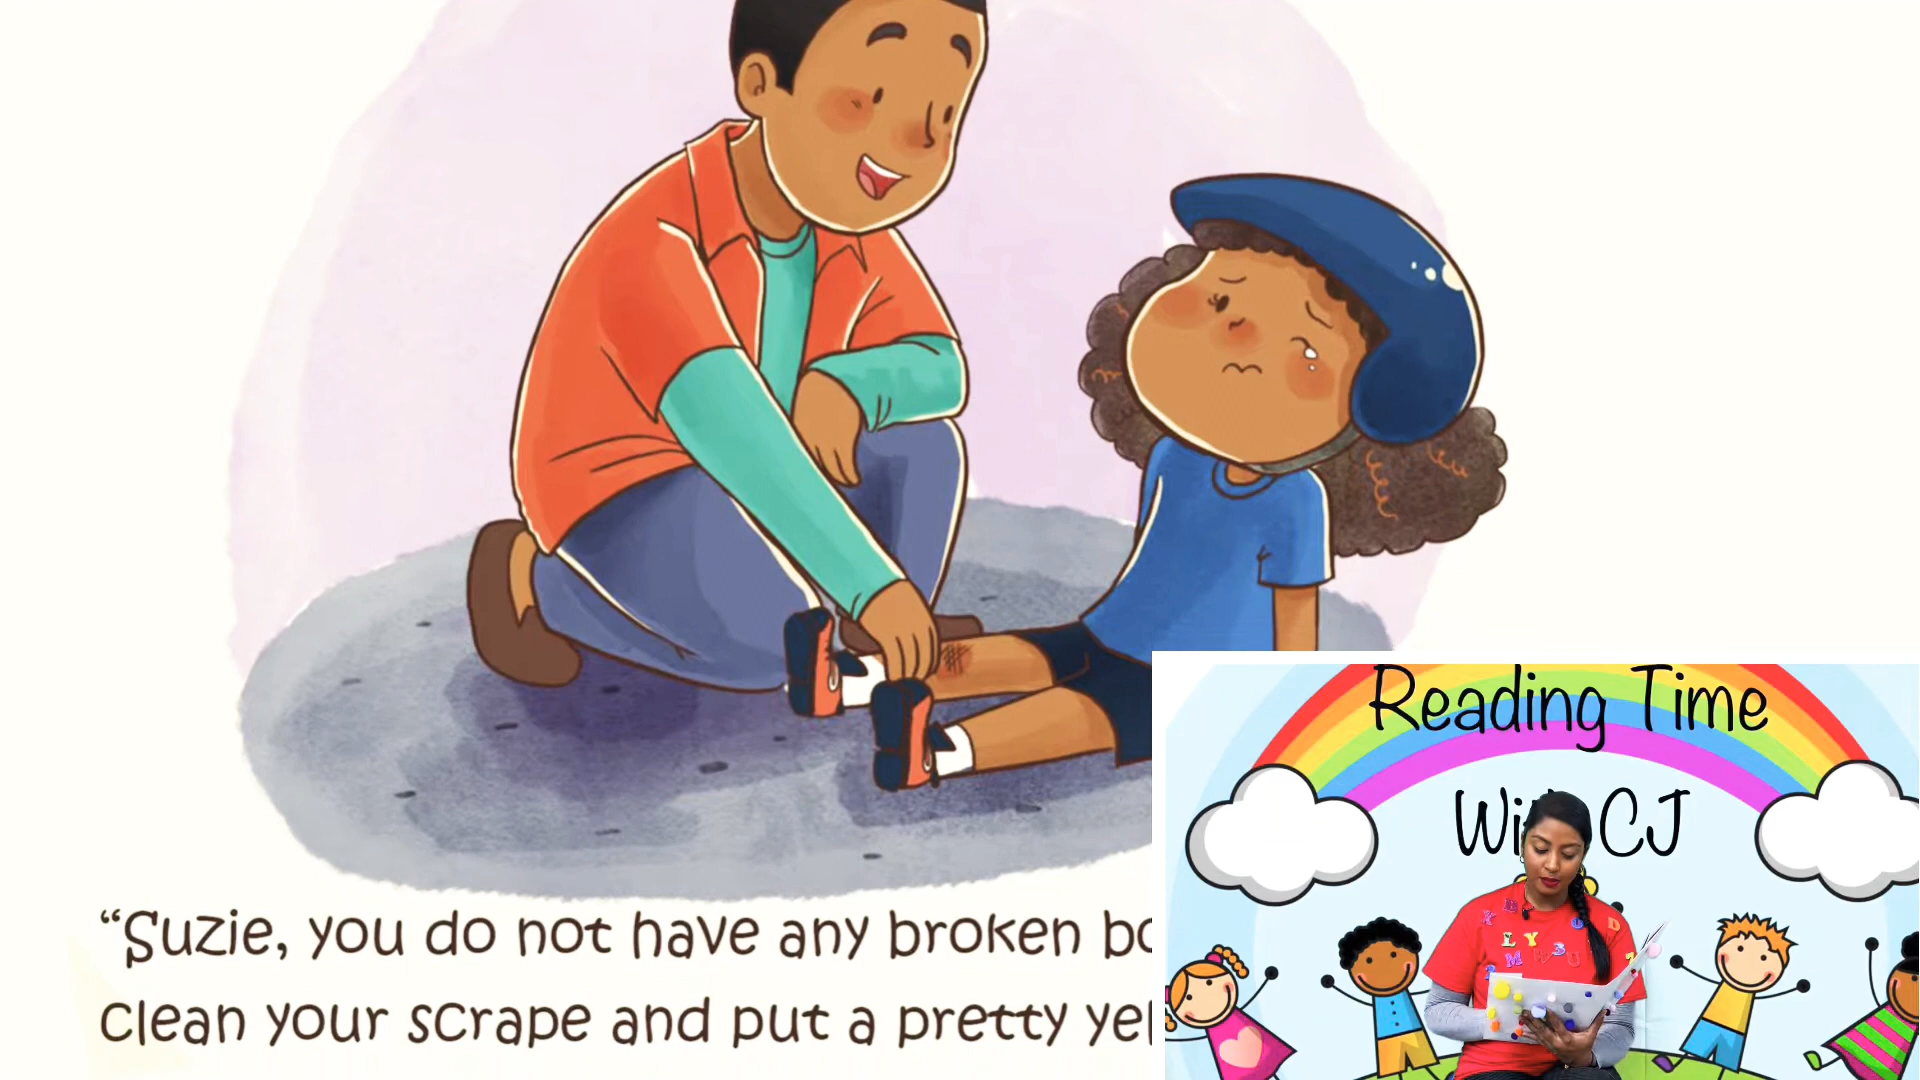 “Suzie, you do not have any broken
clean your scrape and put a pretty
Reading Time
CJ